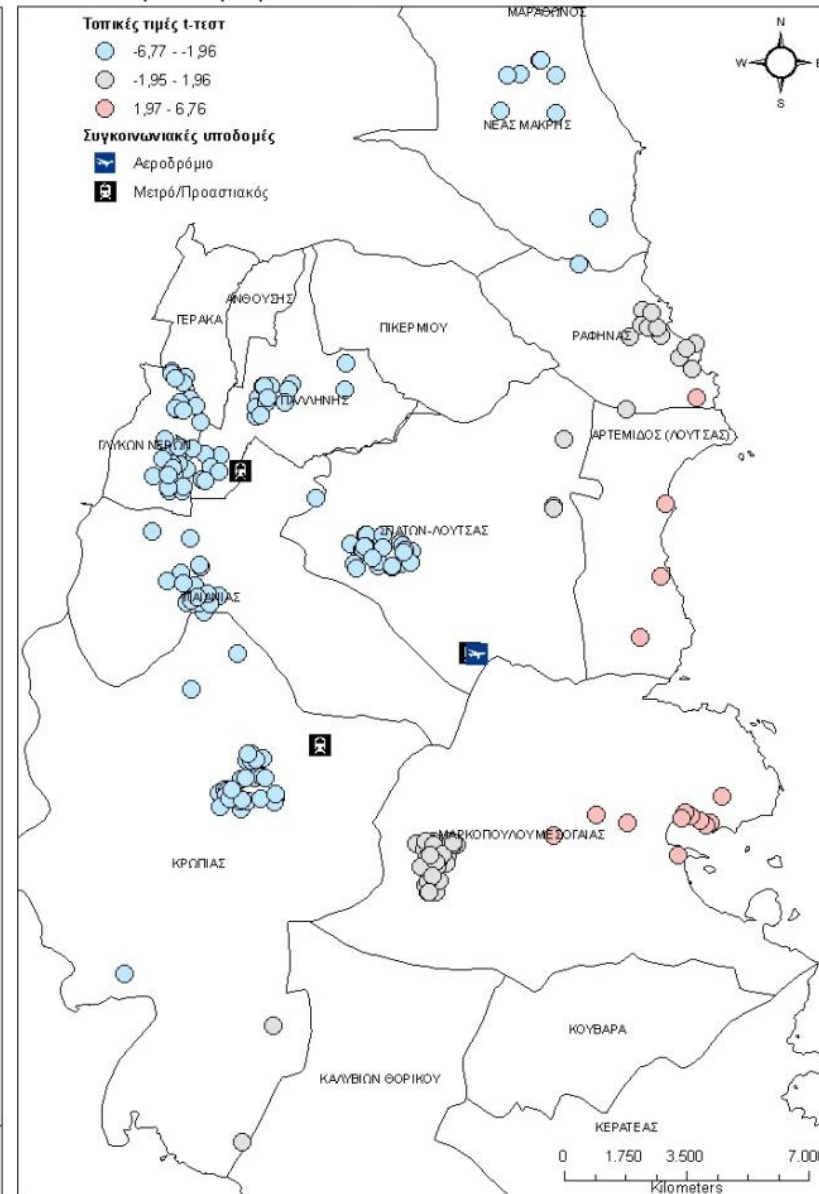 Τοπικές τιμές t-τεστ
-6,77 - -1,96
-1,95 - 1,96
1,97 - 6,76
Συγκοινωνιακές υποδομές
Αεροδρόμιο
Μετρό/Προαστιακός
N
W
E
S
ΜΑΡΑΘΩΝΟΣ
ΝΕΑΣ ΜΑΚΡΗΣ
ΑΝΘΟΥΣΗΣ
ΓΕΡΑΚΑ
ΠΙΚΕΡΜΙΟΥ
ΡΑΦΗΝΑΣ
ΠΑΛΛΗΝΗΣ
ΓΛΥΚΩΝ ΝΕΡΩΝ
ΑΡΤΕΜΙΔΟΣ (ΛΟΥΤΣΑΣ)
ΣΠΑΤΩΝ-ΛΟΥΤΣΑΣ
ΠΑΙΑΝΙΑΣ
ΜΑΡΚΟΠΟΥΛΟΥ ΜΕΣΟΓΑΙΑΣ
ΚΡΩΠΙΑΣ
ΚΟΥΒΑΡΑ
ΚΑΛΥΒΙΩΝ ΘΟΡΙΚΟΥ
ΚΕΡΑΤΕΑΣ
0 1.750 3.500 7.000
Kilometers